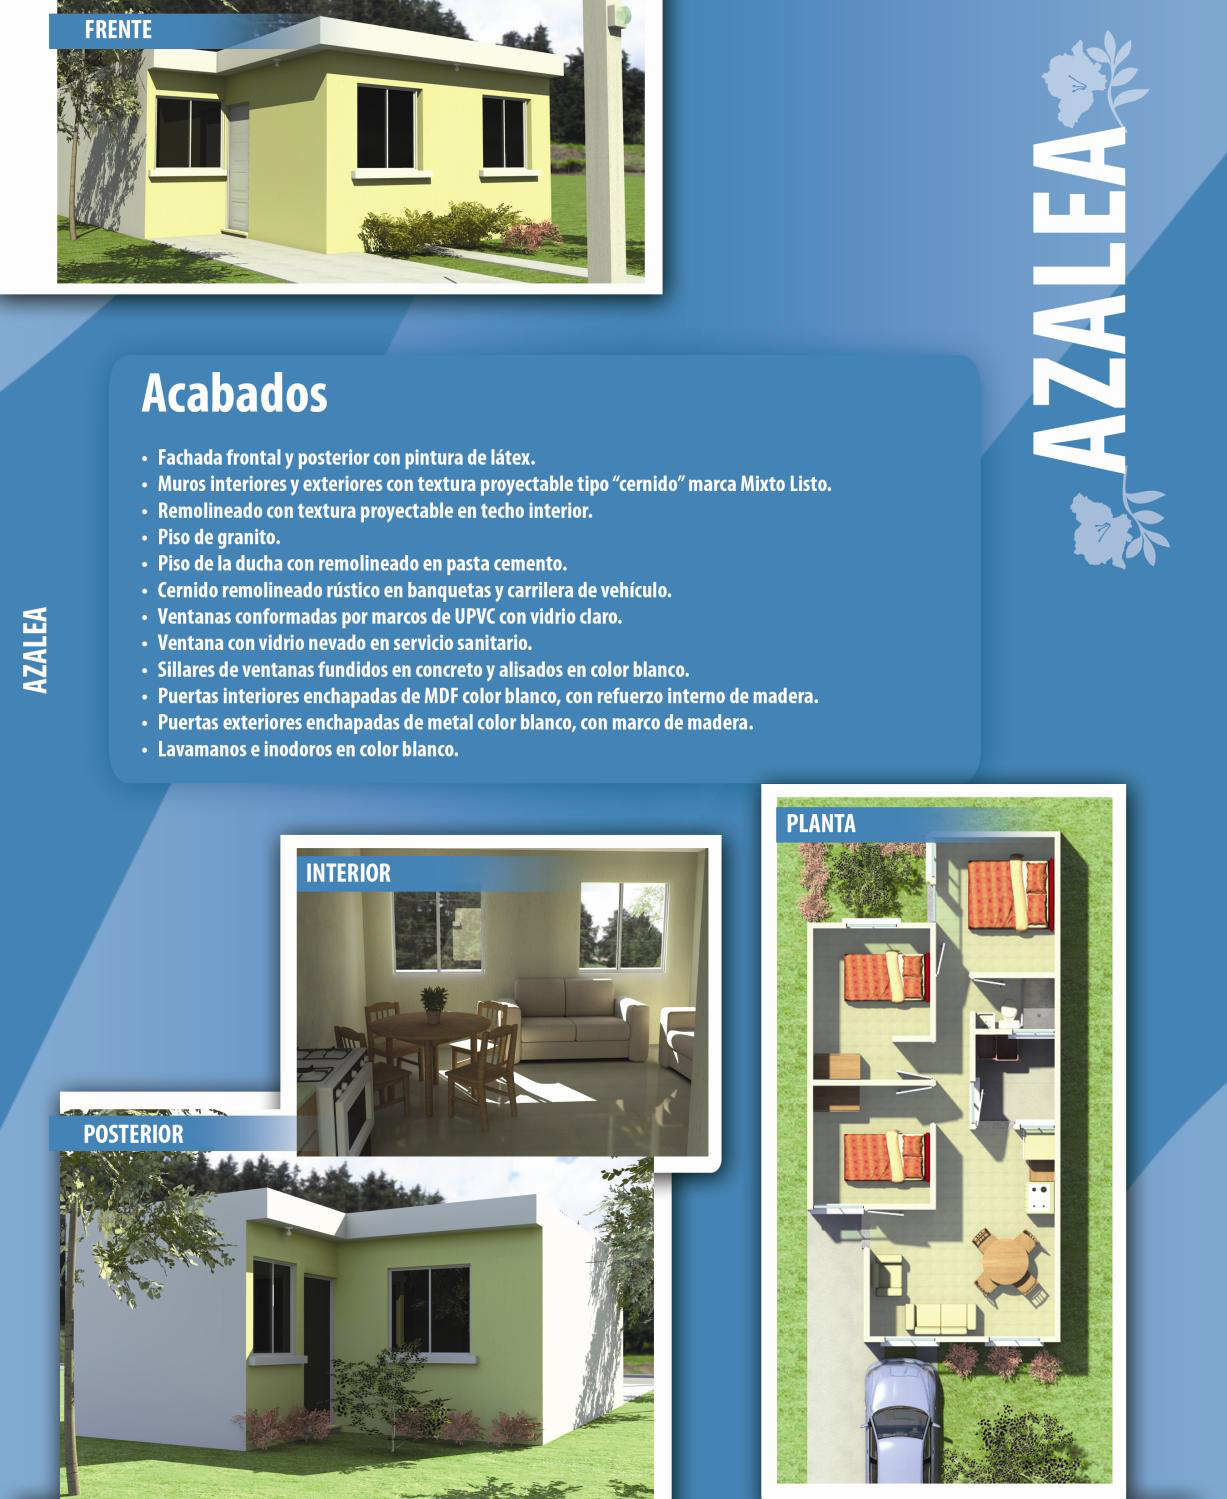 FRENTE
AZALEA
Acabados
• Fachada frontal y posterior con pintura de látex.
• Muros interiores y exteriores con textura proyectable tipo “cernido” marca Mixto Listo.
• Remolineado con textura proyectable en techo interior.
• Piso de granito.
• Piso de la ducha con remolineado en pasta cemento.
• Cernido remolineado rústico en banquetas y carrilera de vehículo.
• Ventanas conformadas por marcos de UPVC con vidrio claro.
• Ventana con vidrio nevado en servicio sanitario.
• Sillares de ventanas fundidos en concreto y alisados en color blanco.
• Puertas interiores enchapadas de MDF color blanco, con refuerzo interno de madera.
• Puertas exteriores enchapadas de metal color blanco, con marco de madera.
• Lavamanos e inodoros en color blanco.
AZALEA
PLANTA
INTERIOR
POSTERIOR